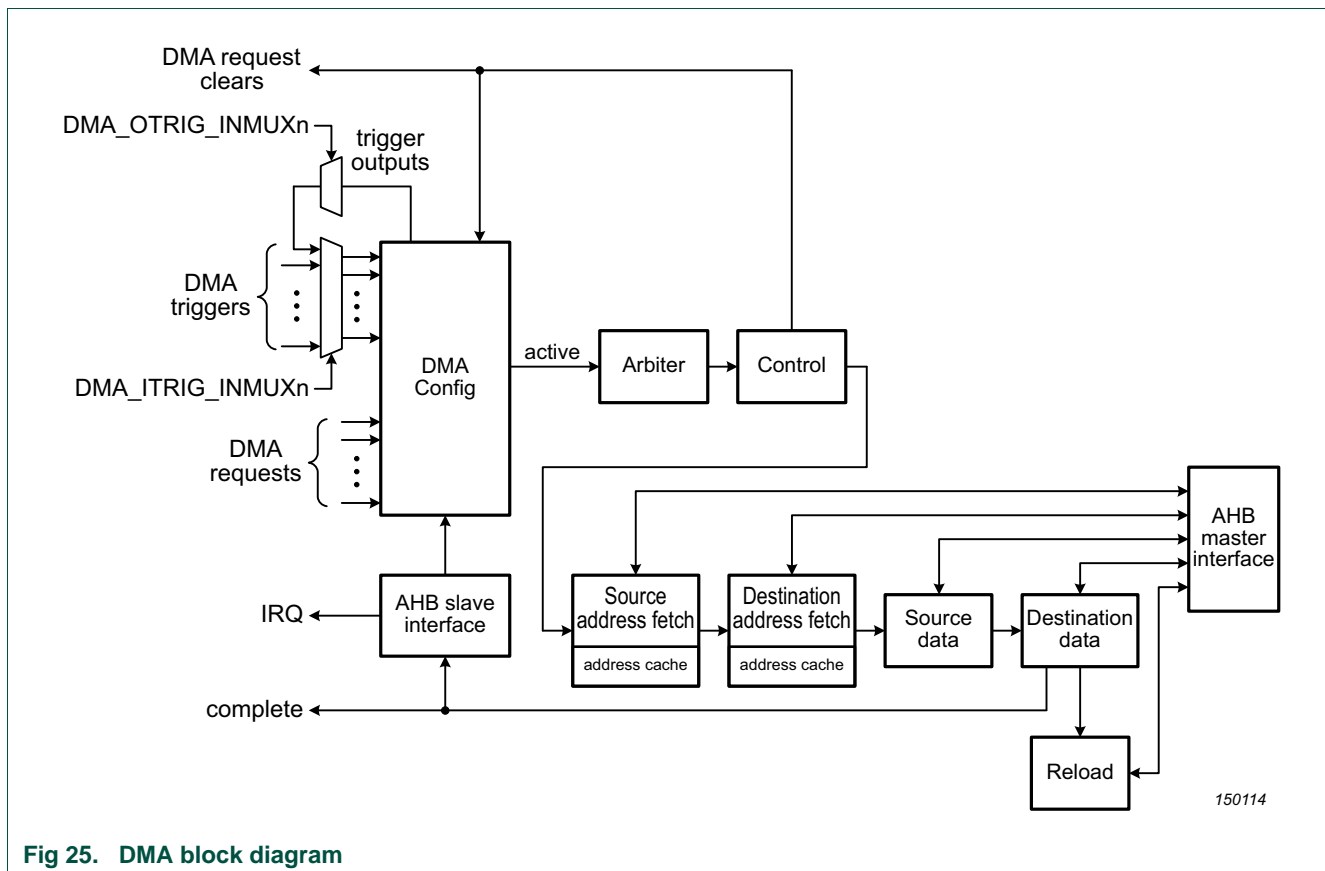 DMA request
clears
DMA_OTRIG_INMUXn
trigger
outputs
DMA
triggers
DMA_ITRIG_INMUXn
DMA
requests
DMA
Config
active
Arbiter
Control
AHB
master
interface
IRQ
AHB slave
interface
Source
address fetch
address cache
Destination
address fetch
address cache
Source
data
Destination
data
complete
Reload
150114
Fig 25. DMA block diagram